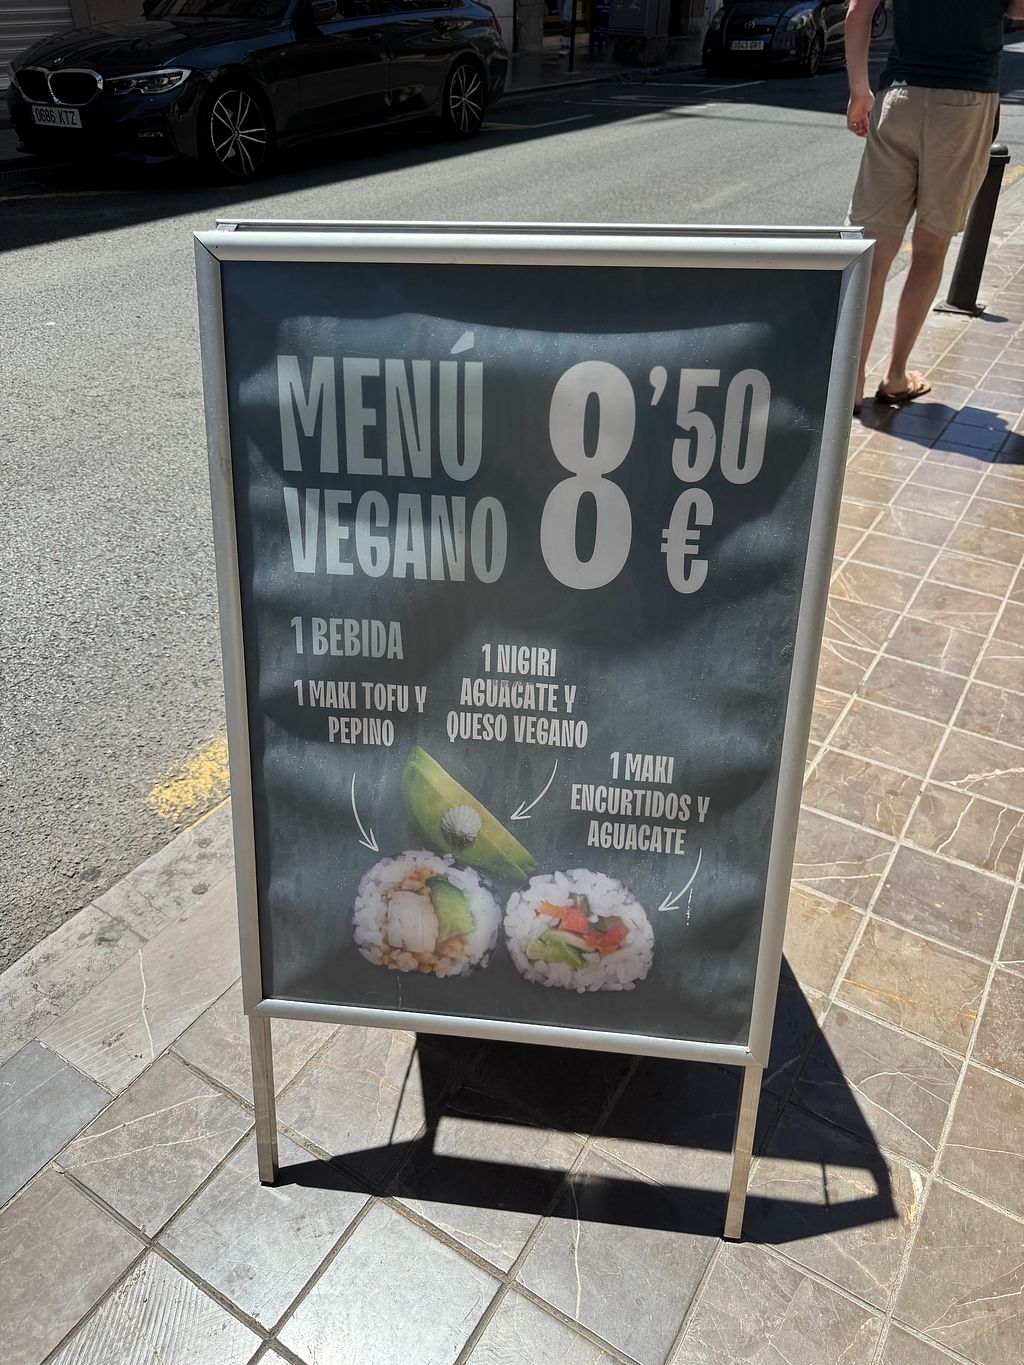 0686 KTZ
MENÚ
VEGANO
8'50
€
1 BEBIDA
1 MAKI TOFU Y
PEPINO
1 NIGIRI
AGUACATE Y
QUESO VEGANO
1 MAKI
ENCURTIDOS Y
AGUACATE